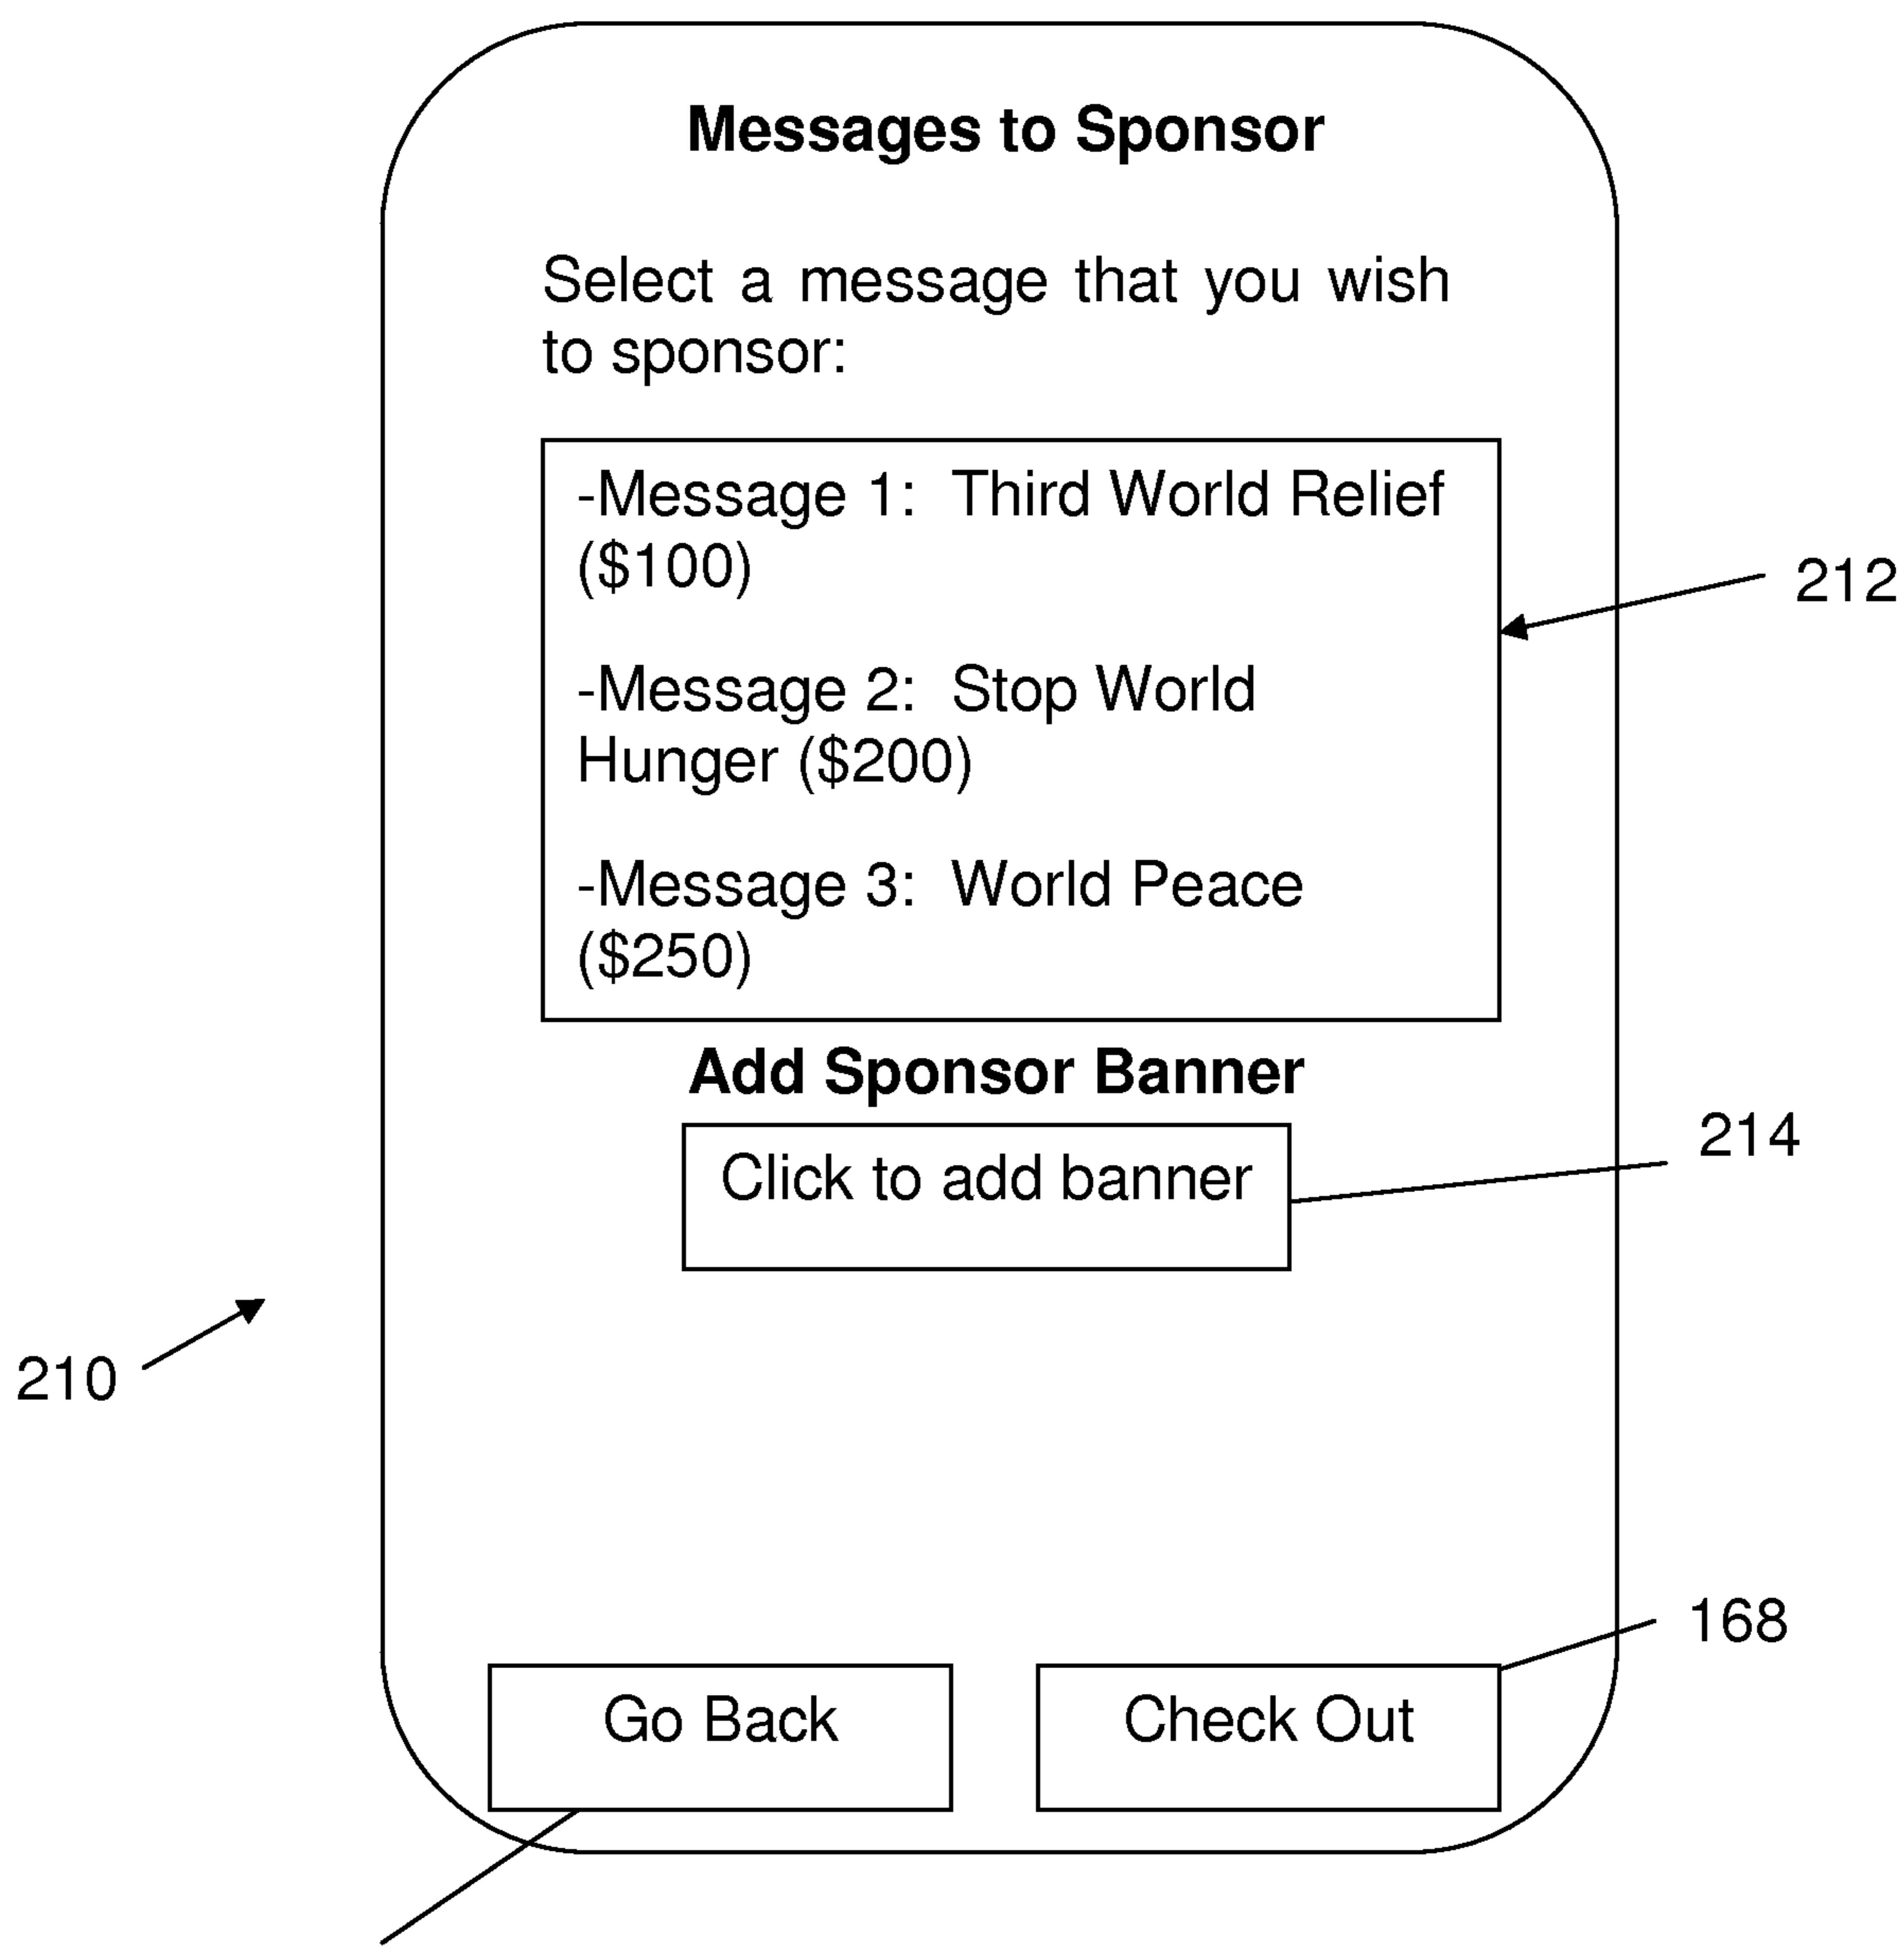 Messages to Sponsor
Select a message that you wish
to sponsor:
-Message 1: Third World Relief
($100)
212
-Message 2: Stop World
Hunger ($200)
-Message 3: World Peace
($250)
Add Sponsor Banner
214
Click to add banner
210
168
Go Back
Check Out